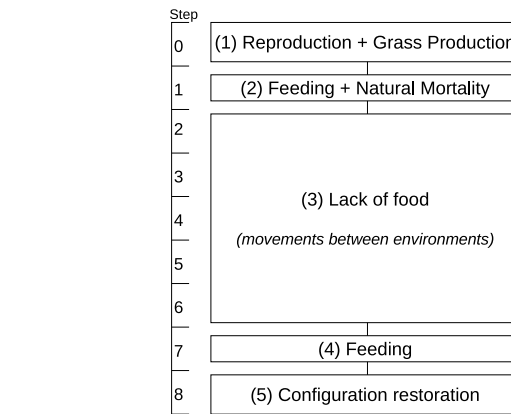 Step
0
(1) Reproduction + Grass Production
1
(2) Feeding + Natural Mortality
2
3
(3) Lack of food
4
(movements between environments)
5
6
7
(4) Feeding
8
(5) Configuration restoration